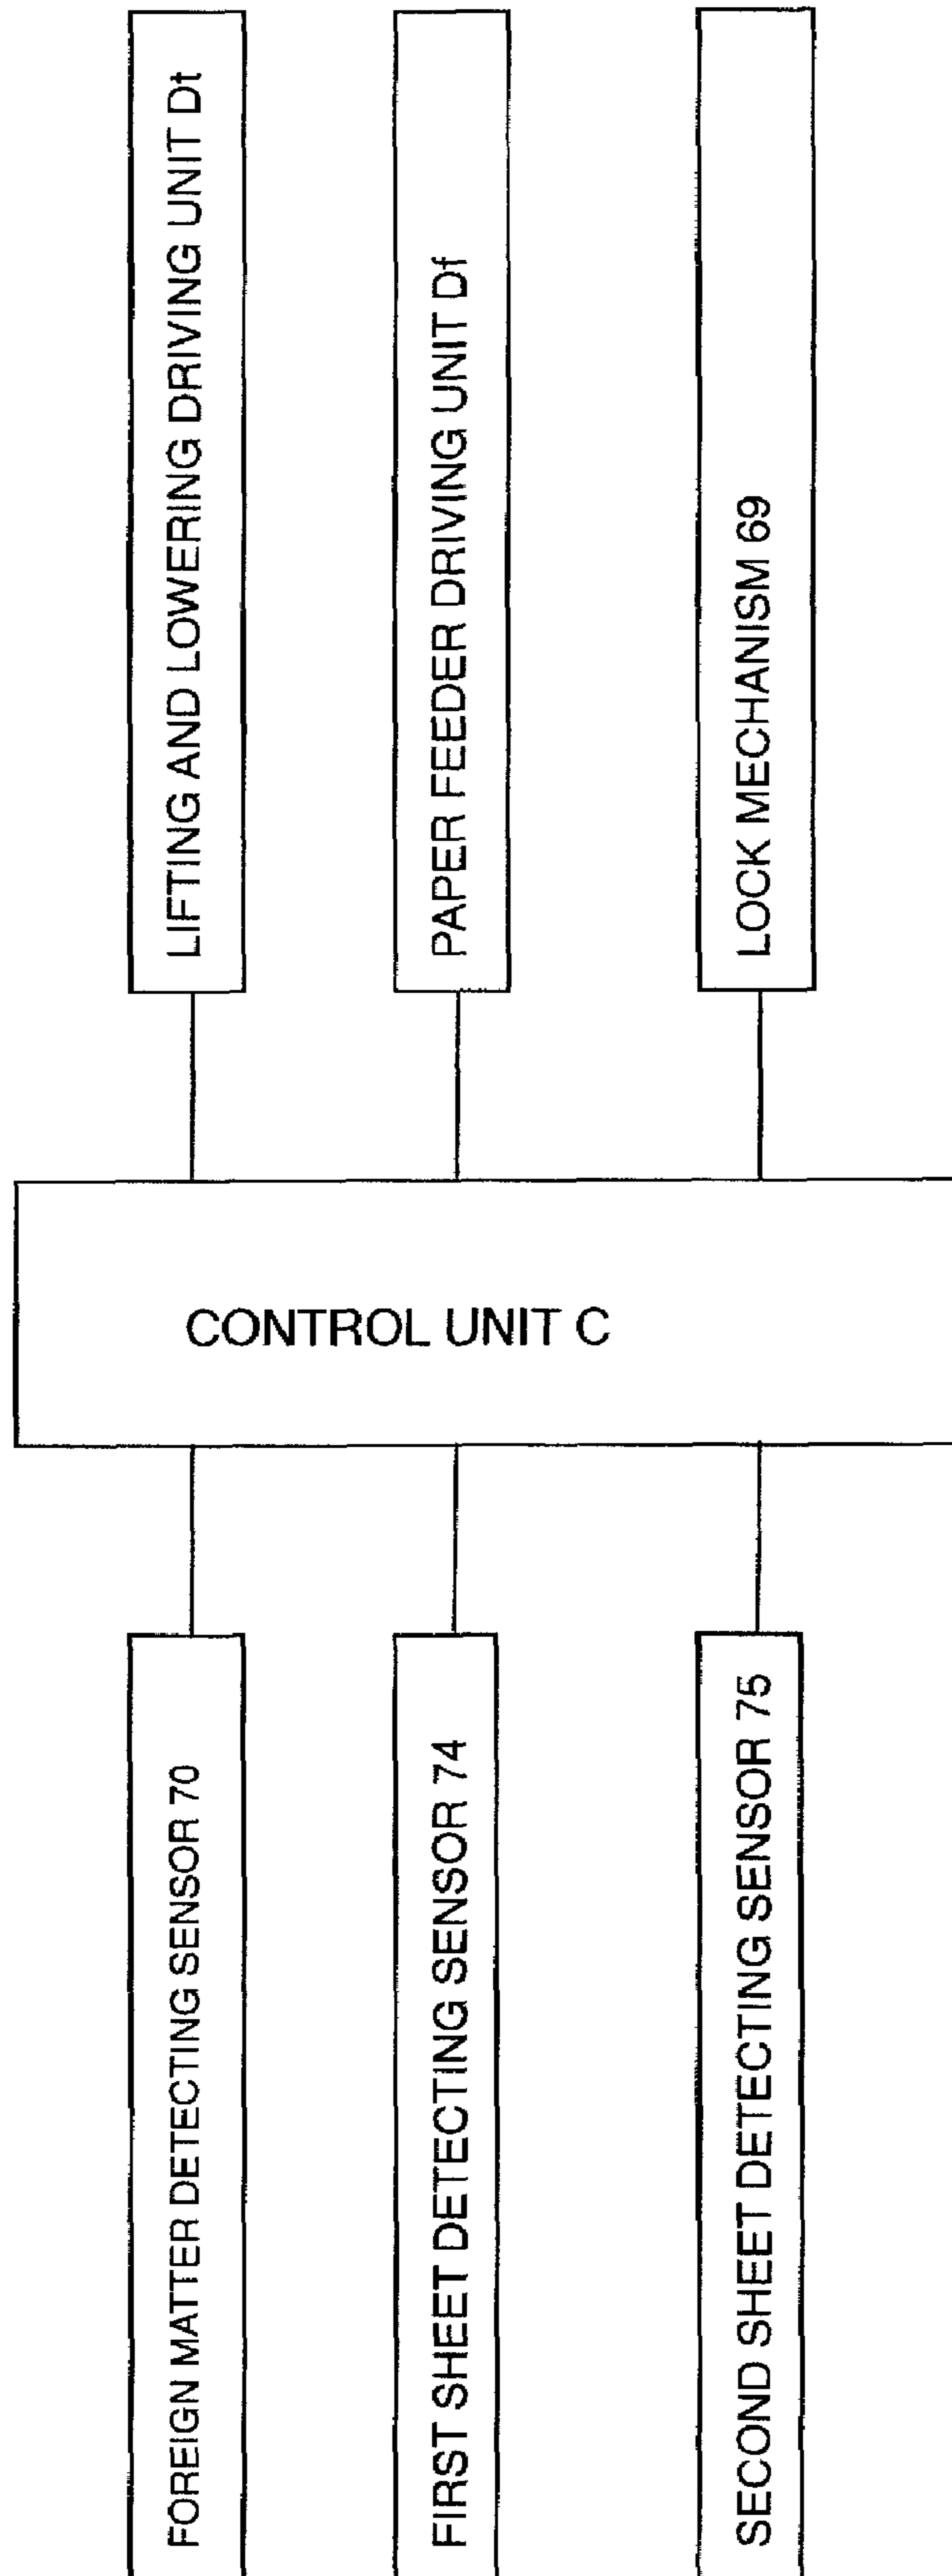 FOREIGN MATTER DETECTING SENSOR 70
FIRST SHEET DETECTING SENSOR 74
SECOND SHEET DETECTING SENSOR 75
CONTROL UNIT C
LIFTING AND LOWERING DRIVING UNIT Dt
PAPER FEEDER DRIVING UNIT Df
LOCK MECHANISM 69